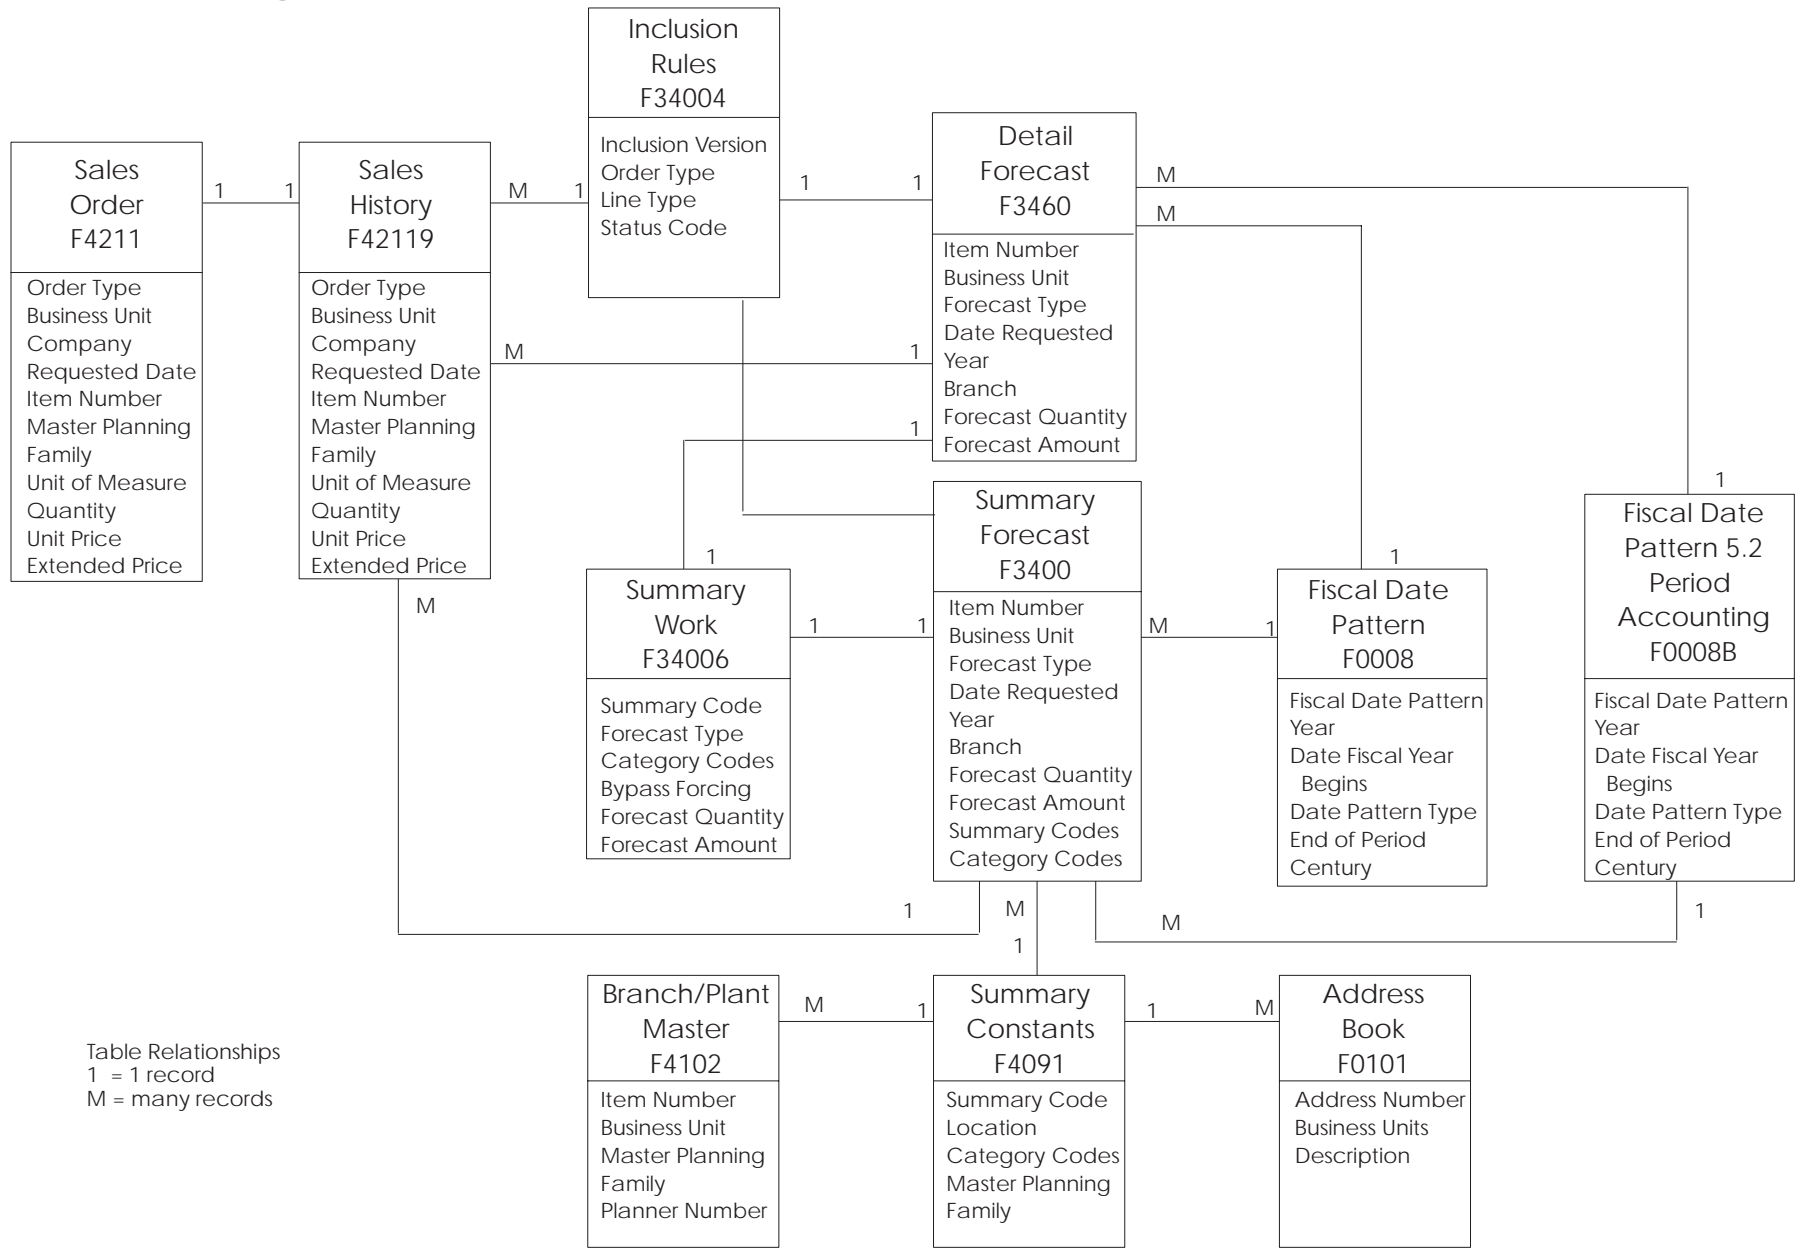 Inclusion
Rules
F34004
Inclusion Version
Order Type
Line Type
Status Code
Sales
Order
F4211
Order Type
Business Unit
Company
Requested Date
Item Number
Master Planning
Family
Unit of Measure
Quantity
Unit Price
Extended Price
1 1
Sales
History
F42119
Order Type
Business Unit
Company
Requested Date
Item Number
Master Planning
Family
Unit of Measure
Quantity
Unit Price
Extended Price
M 1
M 1
M
1 1
Detail
Forecast
F3460
Item Number
Business Unit
Forecast Type
Date Requested
Year
Branch
Forecast Quantity
Forecast Amount
M
M
1
1
1
1
Summary
Work
F34006
Summary Code
Forecast Type
Category Codes
Bypass Forcing
Forecast Quantity
Forecast Amount
1 1
Summary
Forecast
F3400
Item Number
Business Unit
Forecast Type
Date Requested
Year
Branch
Forecast Quantity
Forecast Amount
Summary Codes
Category Codes
M 1
Fiscal Date
Pattern
F0008
Fiscal Date Pattern
Year
Date Fiscal Year
Begins
Date Pattern Type
End of Period
Century
Fiscal Date
Pattern 5.2
Period
Accounting
F0008B
Fiscal Date Pattern
Year
Date Fiscal Year
Begins
Date Pattern Type
End of Period
Century
1 M M 1
1
Branch/Plant
Master
F4102
Item Number
Business Unit
Master Planning
Family
Planner Number
M 1
Summary
Constants
F4091
Summary Code
Location
Category Codes
Master Planning
Family
1 M
Address
Book
F0101
Address Number
Business Units
Description
Table Relationships
1 = 1 record
M = many records